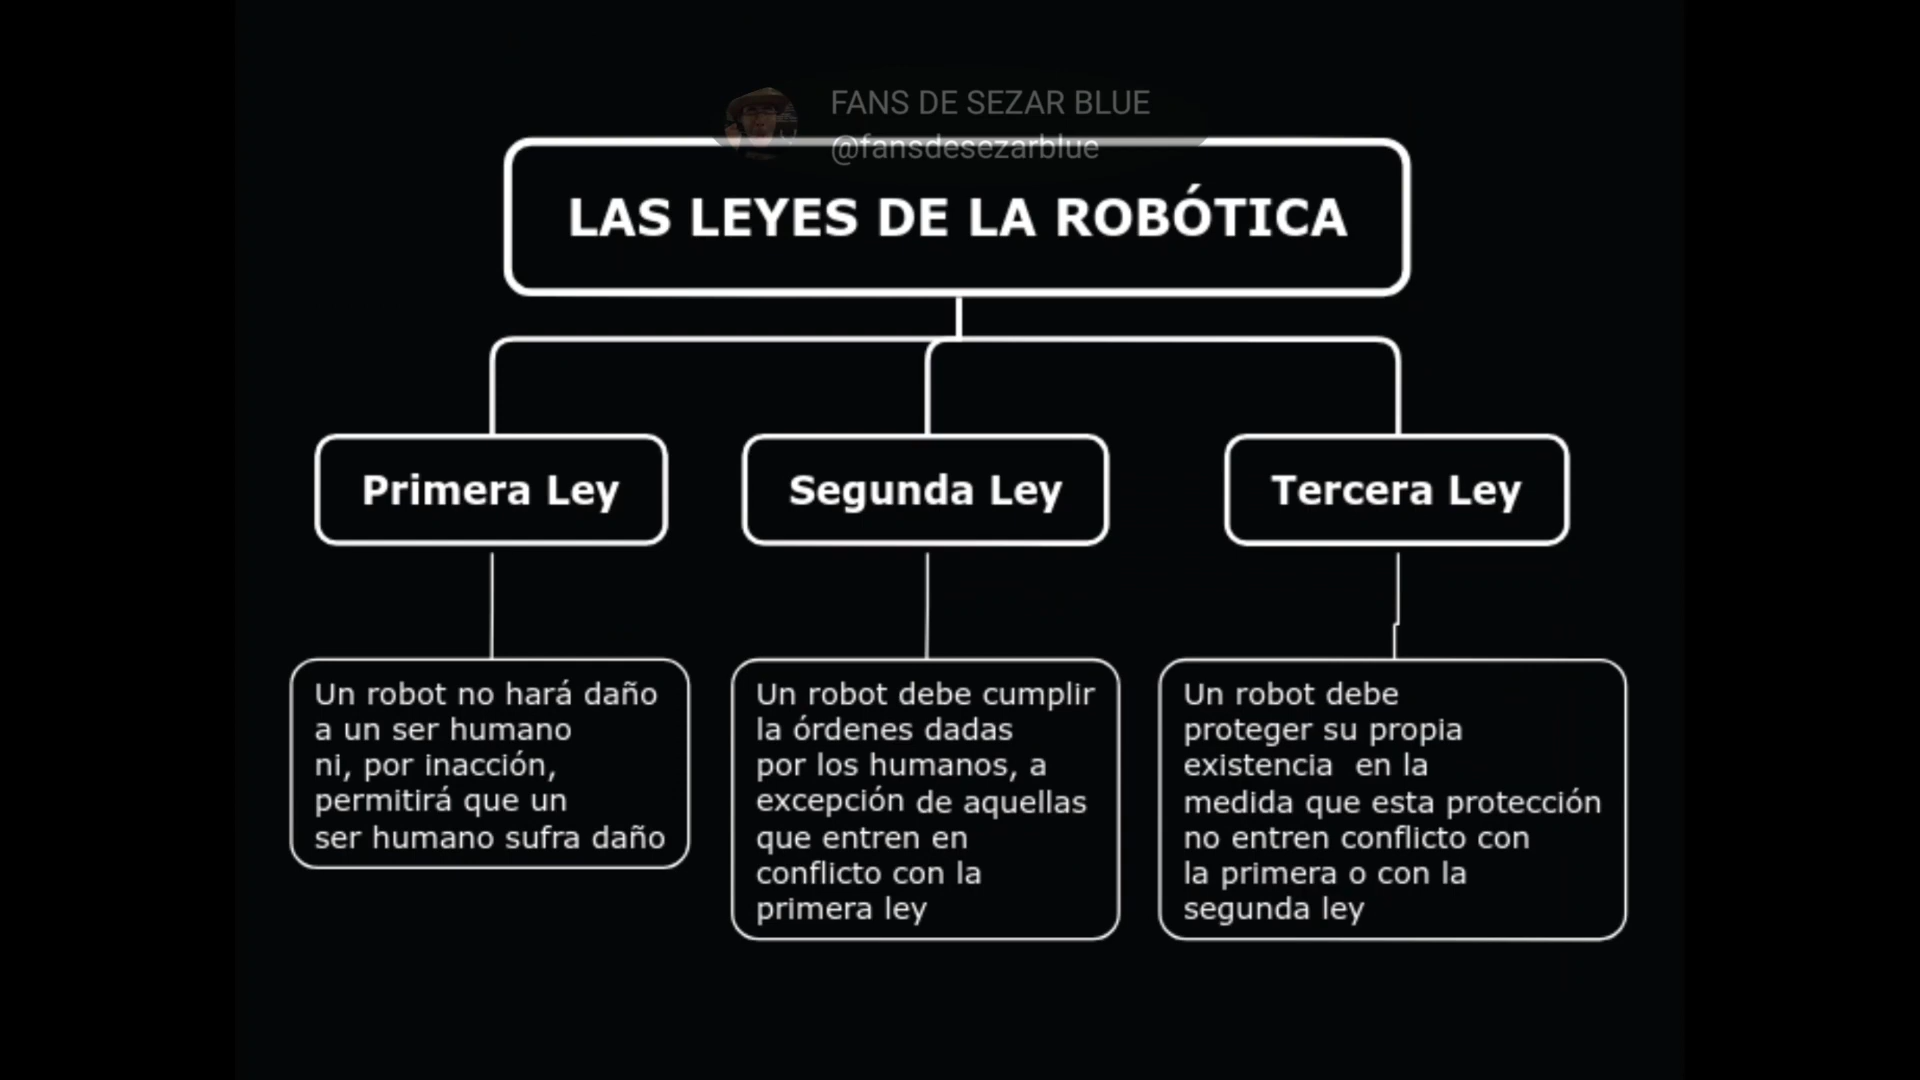 FANS DE SEZAR BLUE
@fansdesezarblue
LAS LEYES DE LA ROBÓTICA
Primera Ley
Segunda Ley
Tercera Ley
Un robot no hará daño
a un ser humano
ni, por inacción,
permitirá que un
ser humano sufra daño
Un robot debe cumplir
la órdenes dadas
por los humanos, a
excepción de aquellas
que entren en
conflicto con la
primera ley
Un robot debe
proteger su propia
existencia  en la
medida que esta protección
no entren conflicto con
la primera o con la
segunda ley